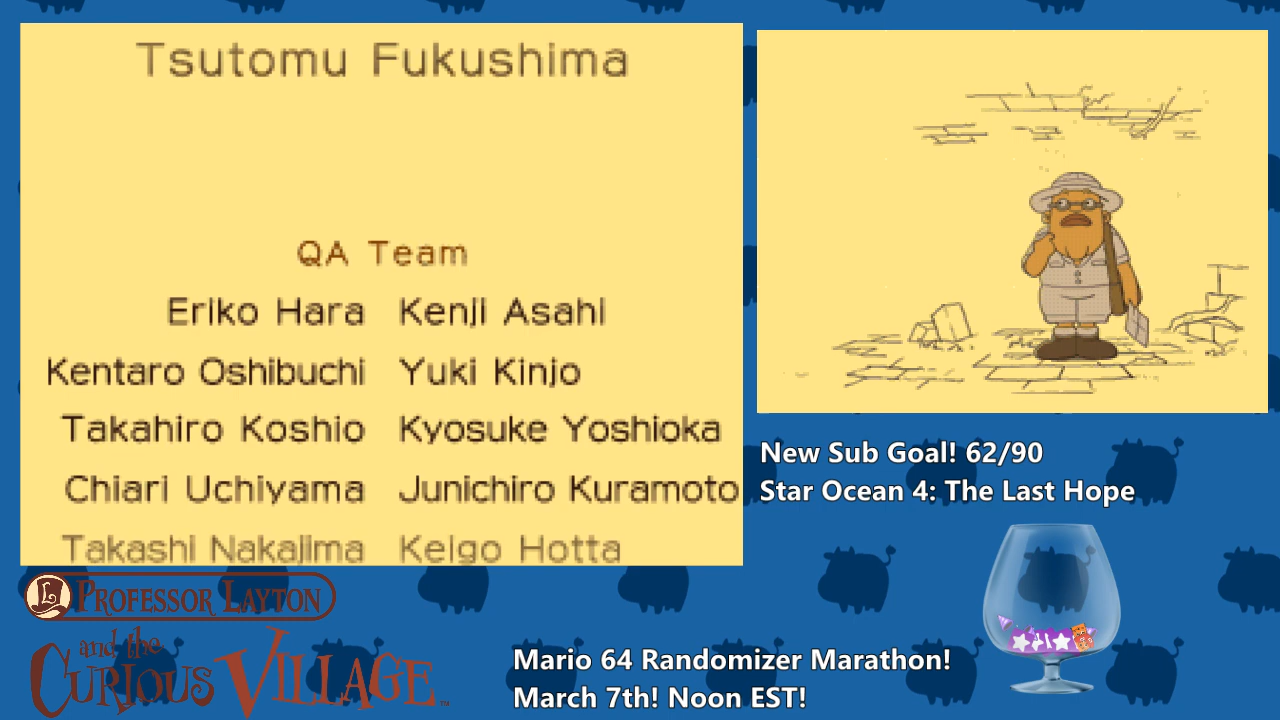 Tsutomu Fukushima
QA Team
Eriko Hara Kenji Asahi
Kentaro Oshibuchi Yuki Kinjo
Takahiro Koshio Kyosuke Yoshioka
Chiari Uchiyama Junichiro Kuramoto
Takashi Nakajima Keigo Hotta
New Sub Goal! 62/90
Star Ocean 4: The Last Hope
L PROFESSOR LAYTON
and the
CURIOUS VILLAGE™
Mario 64 Randomizer Marathon!
March 7th! Noon EST!